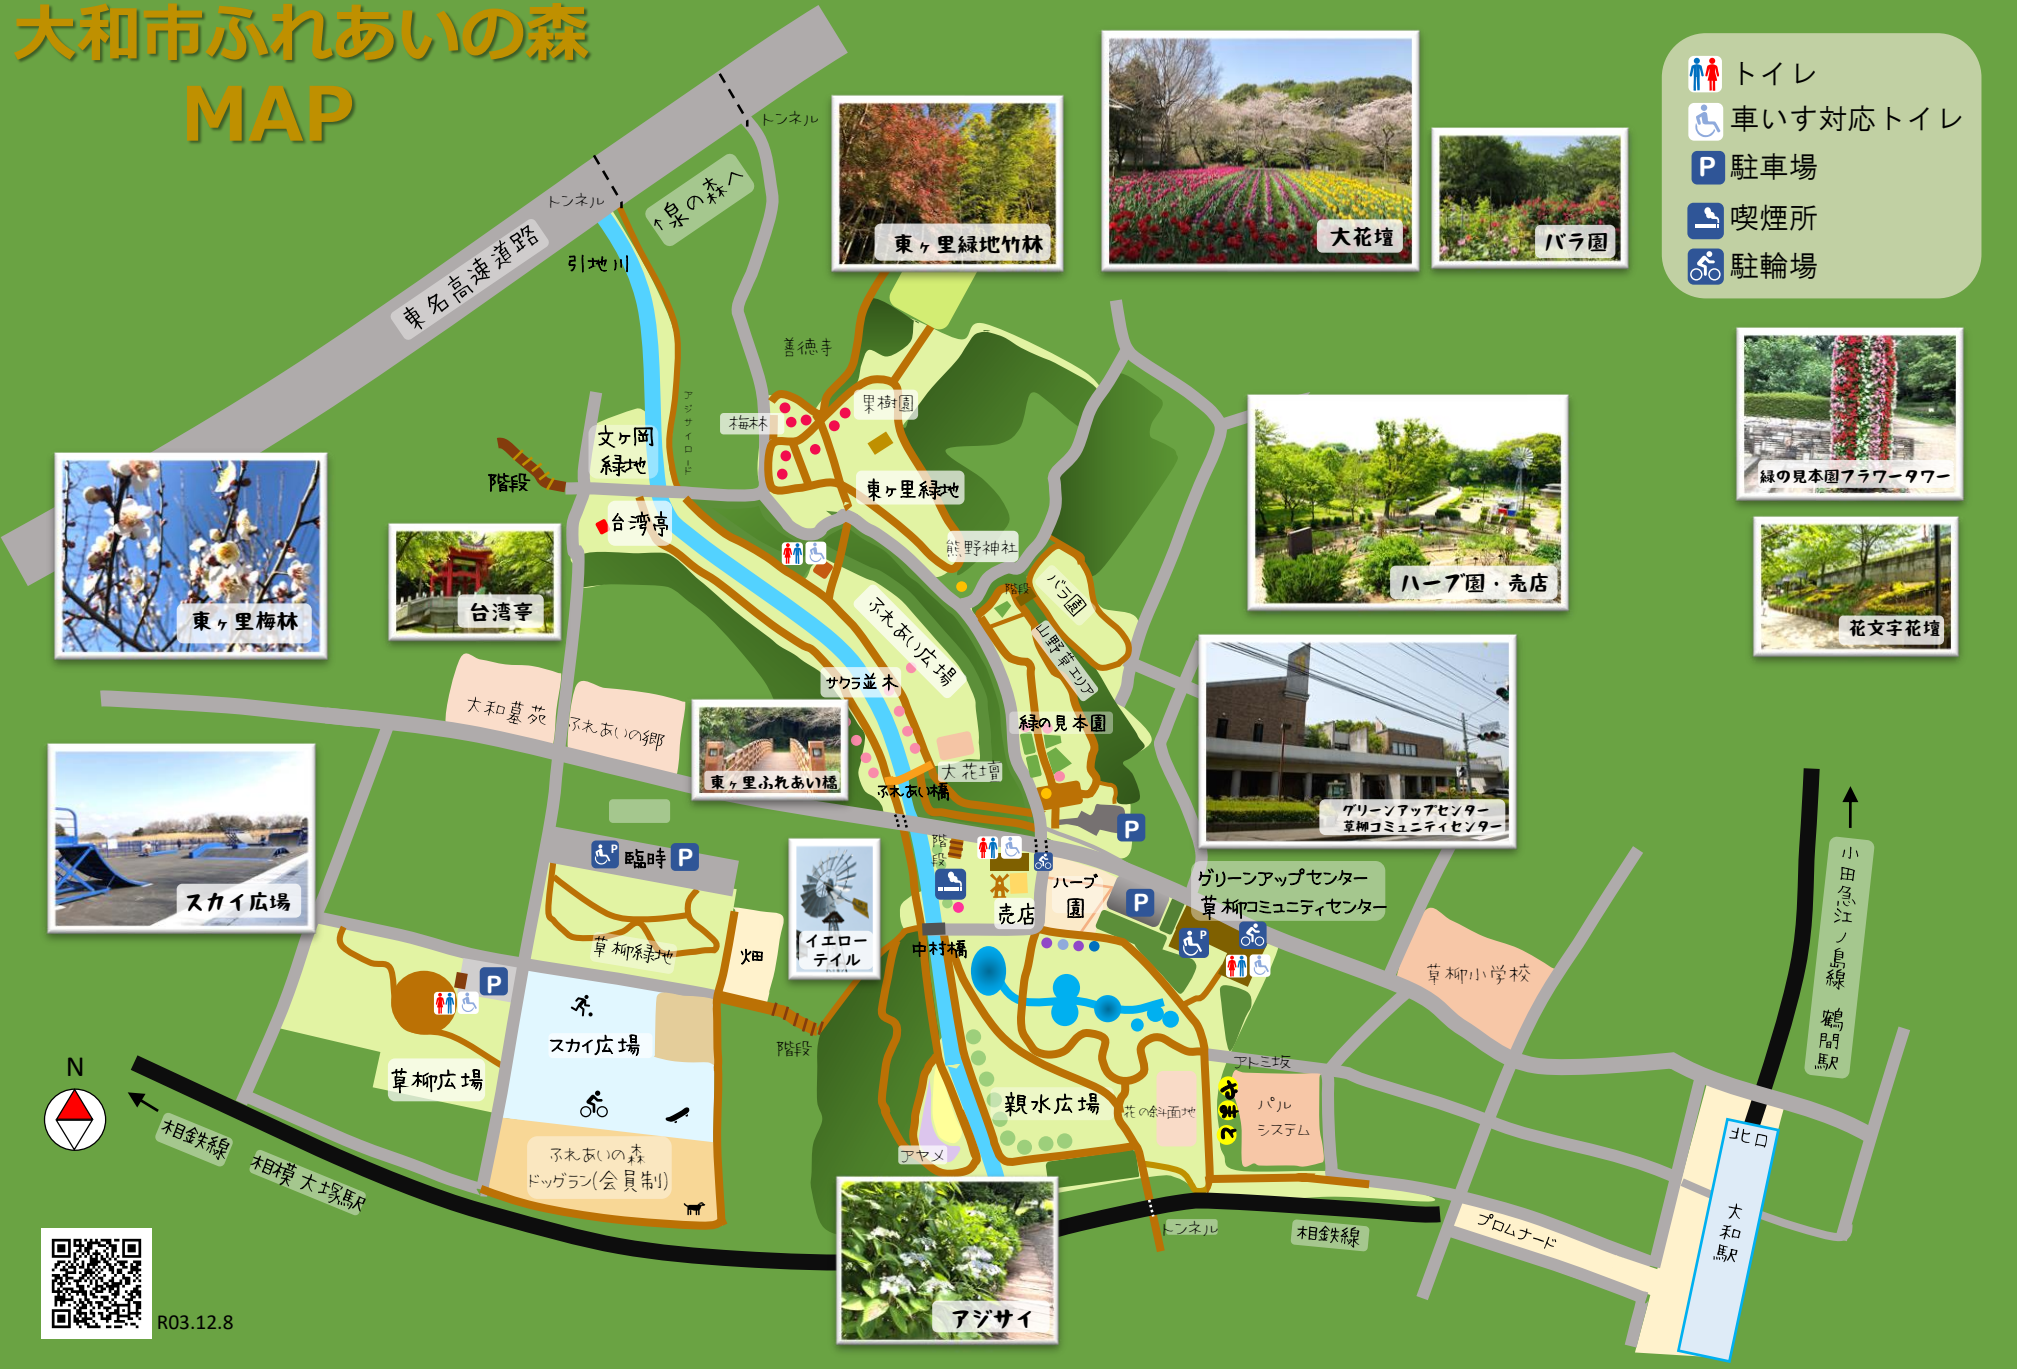 大和市ふれあいの森
MAP
トイレ
車いす対応トイレ
P 駐車場
喫煙所
駐輪場
トンネル
トンネル
↑泉の森へ
東名高速道路
引地川
東ヶ里緑地竹林
大花壇
バラ園
善徳寺
アジサイロード
梅林
果樹園
文ヶ岡
緑地
階段
東ヶ里緑地
台湾亭
熊野神社
緑の見本園フラワータワー
ハーブ園・売店
東ヶ里梅林
台湾亭
花文字花壇
階段
バラ園
山野草エリア
ふれあい広場
サクラ並木
大和墓苑
ふれあいの郷
緑の見本園
大花壇
東ヶ里ふれあい橋
ふれあい橋
グリーンアップセンター
草柳コミュニティセンター
スカイ広場
P
臨時
P
P
階段
ハーブ
園
売店
P
グリーンアップセンター
草柳コミュニティセンター
P
イエロー
テイル
中村橋
草柳緑地
畑
P
草柳小学校
小田急江ノ島線 鶴間駅
スカイ広場
階段
草柳広場
親水広場
花の斜面地
アトミ坂
やまと
パル
システム
アヤメ
ふれあいの森
ドッグラン(会員制)
N
相鉄線
相模大塚駅
アジサイ
トンネル
相鉄線
プロムナード
北口
大和駅
R03.12.8